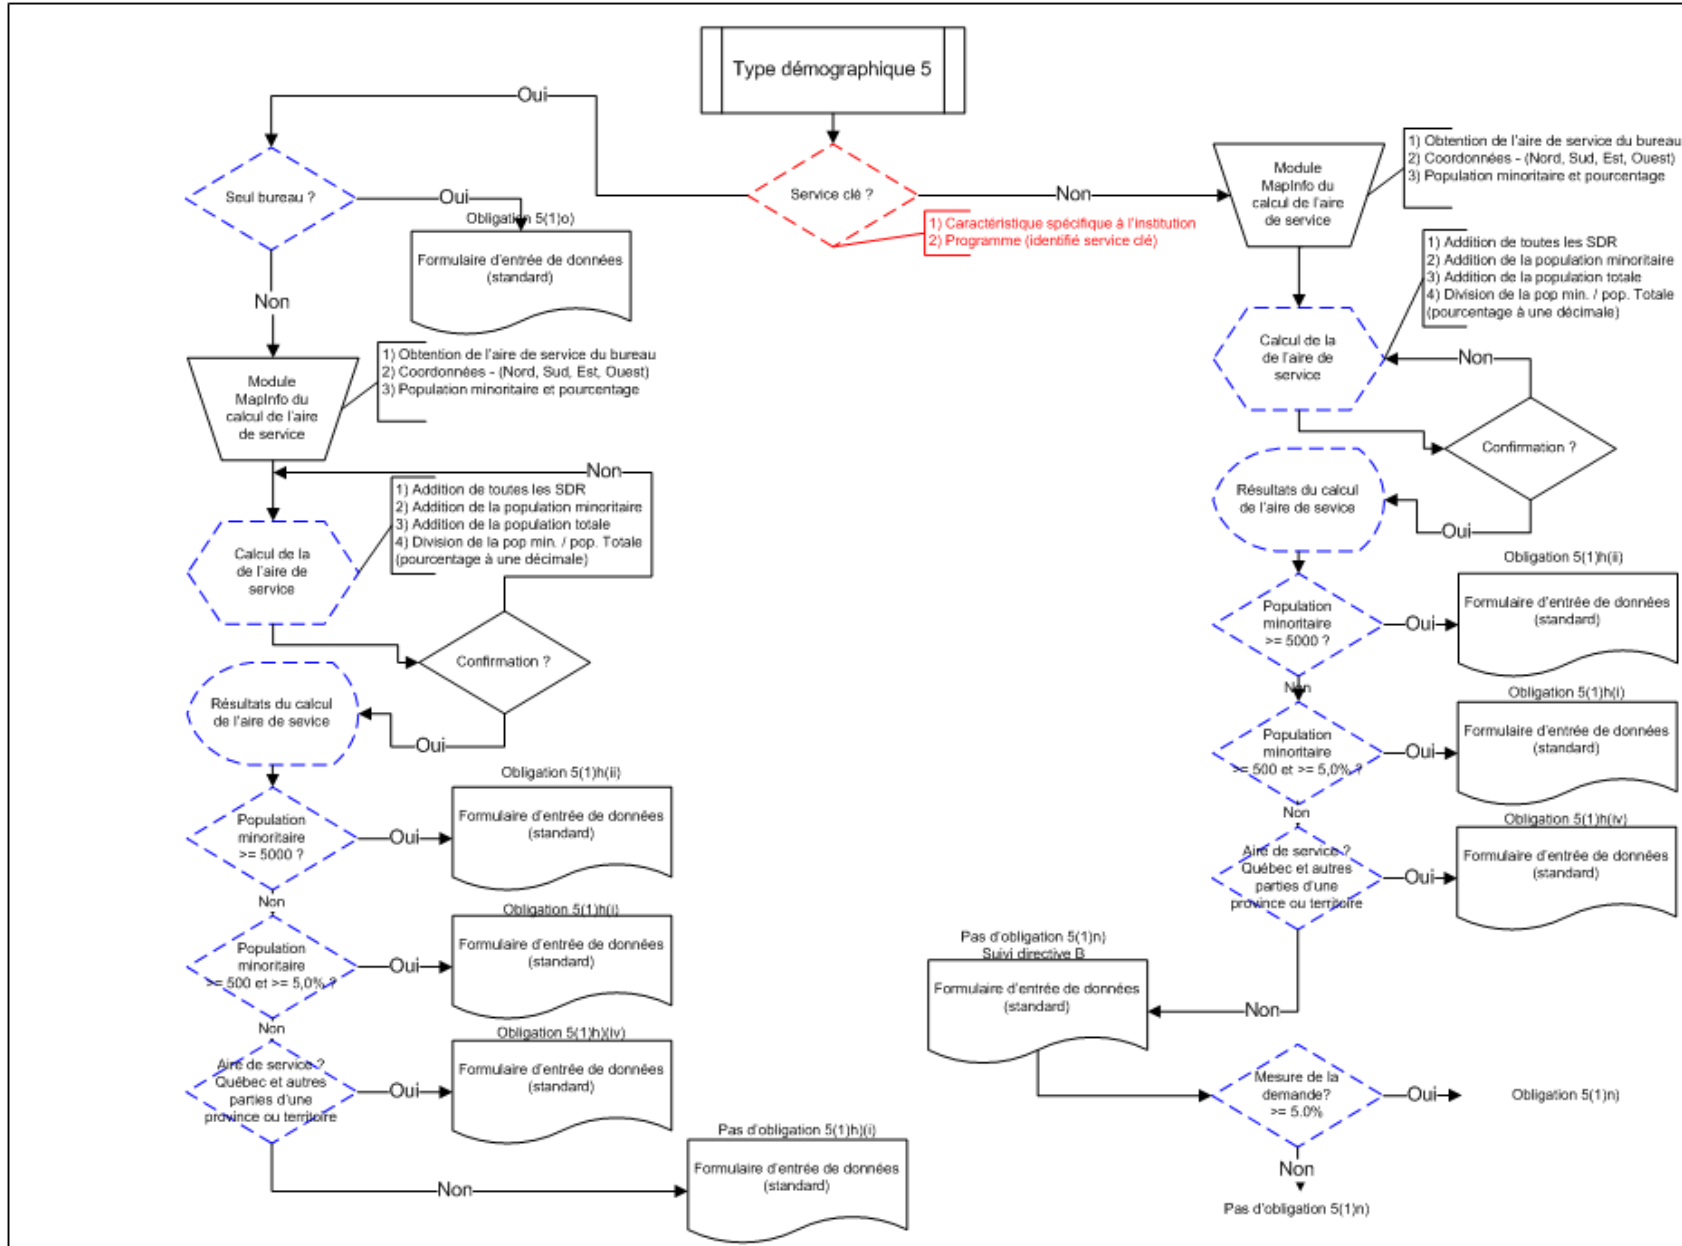 Type démographique 5
Oui
Seul bureau ?
Oui
Obligation 5(1)o)
Formulaire d'entrée de données
(standard)
Non
Module
MapInfo du
calcul de l'aire
de service
1) Obtention de l'aire de service du bureau
2) Coordonnées - (Nord, Sud, Est, Ouest)
3) Population minoritaire et pourcentage
Non
1) Addition de toutes les SDR
2) Addition de la population minoritaire
3) Addition de la population totale
4) Division de la pop min. / pop. Totale
(pourcentage à une décimale)
Calcul de la
de l'aire de
service
Confirmation ?
Résultats du calcul
de l'aire de sevice
Oui
Population
minoritaire
>= 5000 ?
Oui
Obligation 5(1)h(ii)
Formulaire d'entrée de données
(standard)
Non
Population
minoritaire
>= 500 et >= 5,0% ?
Oui
Obligation 5(1)h(i)
Formulaire d'entrée de données
(standard)
Non
Aire de service ?
Québec et autres
parties d'une
province ou territoire
Oui
Obligation 5(1)h)(iv)
Formulaire d'entrée de données
(standard)
Non
Pas d'obligation 5(1)h)(i)
Formulaire d'entrée de données
(standard)
Service clé ?
1) Caractéristique spécifique à l'institution
2) Programme (identifié service clé)
Non
Module
MapInfo du
calcul de l'aire
de service
1) Obtention de l'aire de service du bureau
2) Coordonnées - (Nord, Sud, Est, Ouest)
3) Population minoritaire et pourcentage
1) Addition de toutes les SDR
2) Addition de la population minoritaire
3) Addition de la population totale
4) Division de la pop min. / pop. Totale
(pourcentage à une décimale)
Calcul de la
de l'aire de
service
Non
Confirmation ?
Résultats du calcul
de l'aire de sevice
Oui
Population
minoritaire
>= 5000 ?
Oui
Obligation 5(1)h(ii)
Formulaire d'entrée de données
(standard)
Non
Population
minoritaire
>= 500 et >= 5,0% ?
Oui
Obligation 5(1)h(i)
Formulaire d'entrée de données
(standard)
Non
Aire de service ?
Québec et autres
parties d'une
province ou territoire
Oui
Obligation 5(1)h(iv)
Formulaire d'entrée de données
(standard)
Non
Pas d'obligation 5(1)n)
Suivi directive B
Formulaire d'entrée de données
(standard)
Mesure de la
demande?
>= 5.0%
Oui
Obligation 5(1)n)
Non
Pas d'obligation 5(1)n)